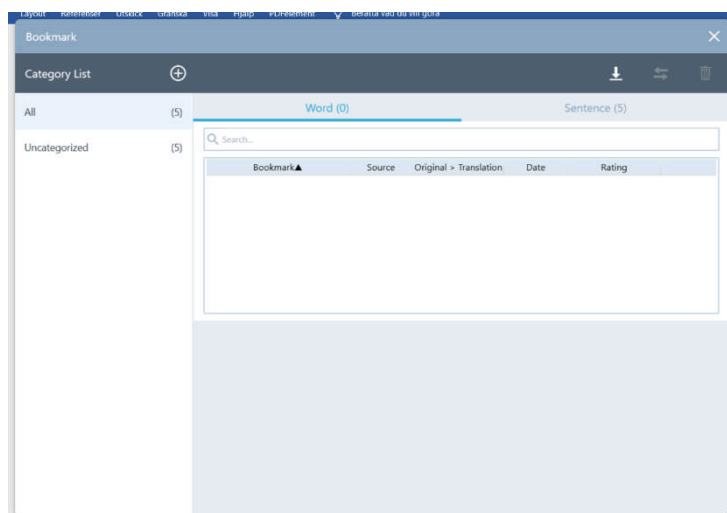 Layout Referenser Utskick Granska Visa Hjälp PDFelement Berätta vad du vill göra
Bookmark
Category List
All (5)
Word (0) Sentence (5)
Uncategorized (5)
Search...
Bookmark▲ Source Original > Translation Date Rating